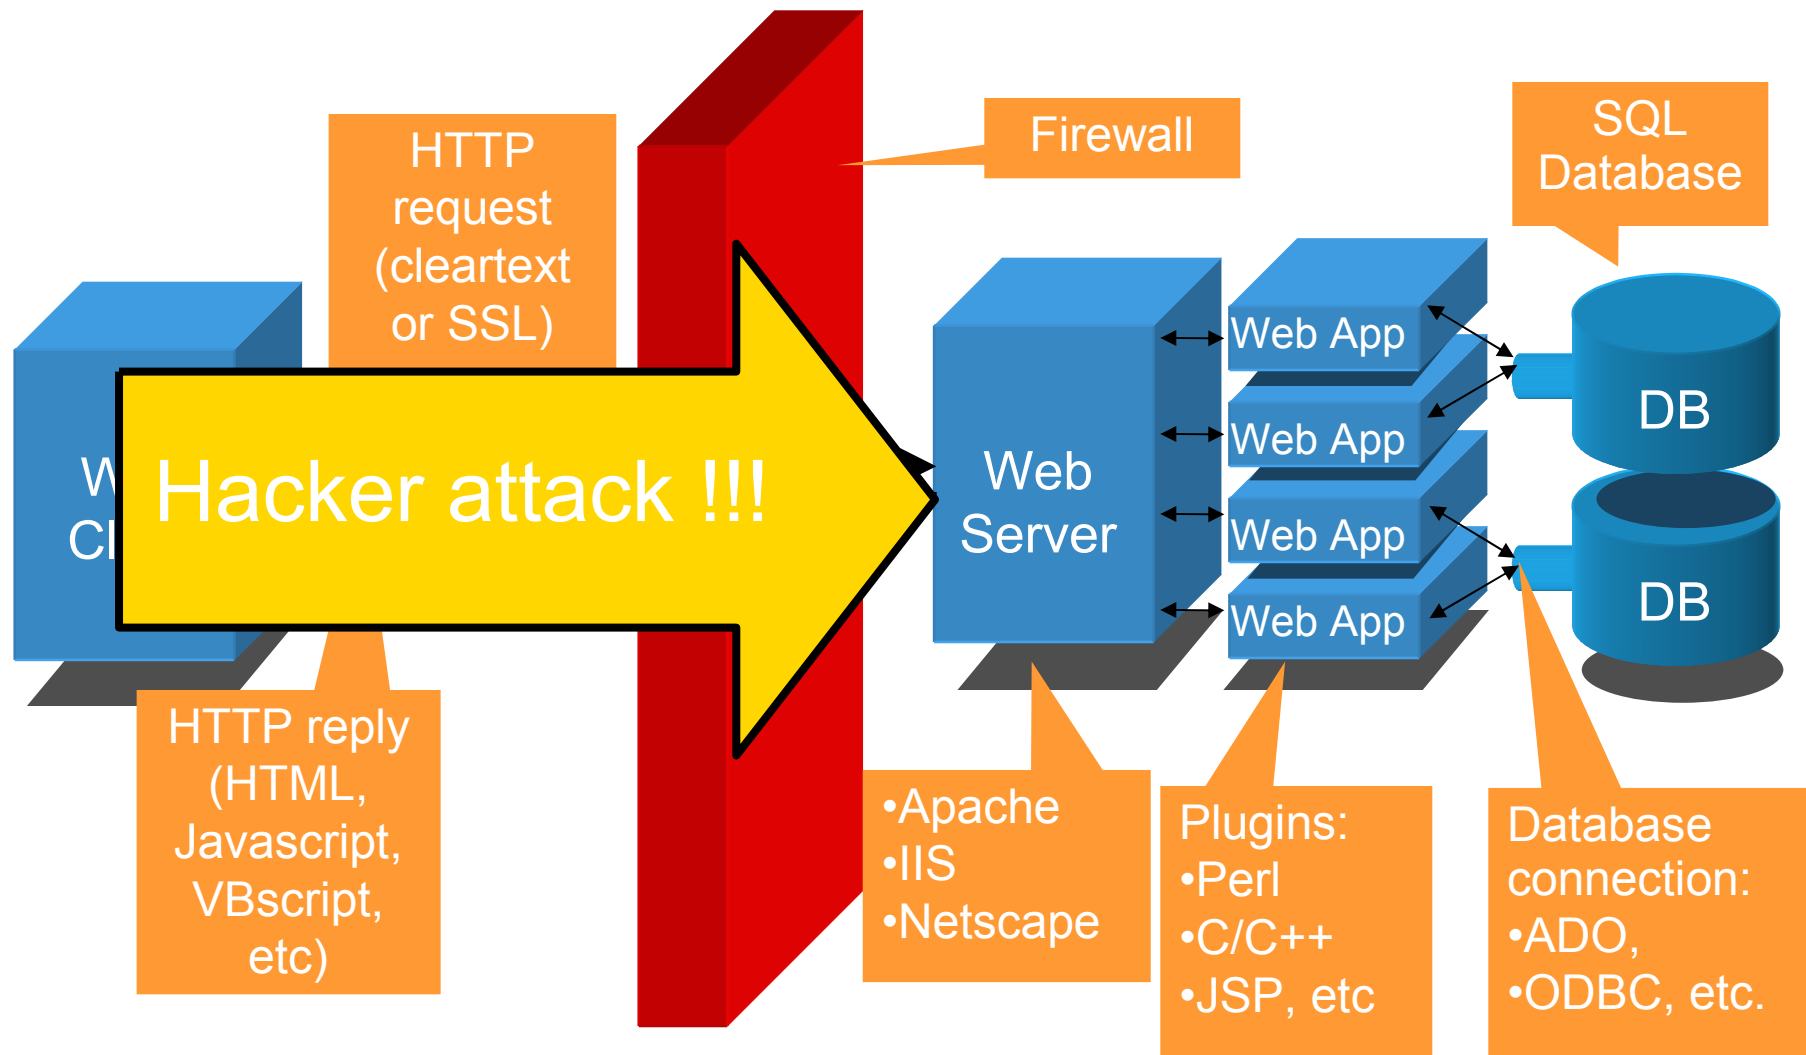 HTTP
request
(cleartext
or SSL)
Firewall
SQL
Database
Hacker attack !!!
Web
Server
Web App
Web App
Web App
Web App
DB
DB
HTTP reply
(HTML,
Javascript,
VBscript,
etc)
•Apache
•IIS
•Netscape
Plugins:
•Perl
•C/C++
•JSP, etc
Database
connection:
•ADO,
•ODBC, etc.